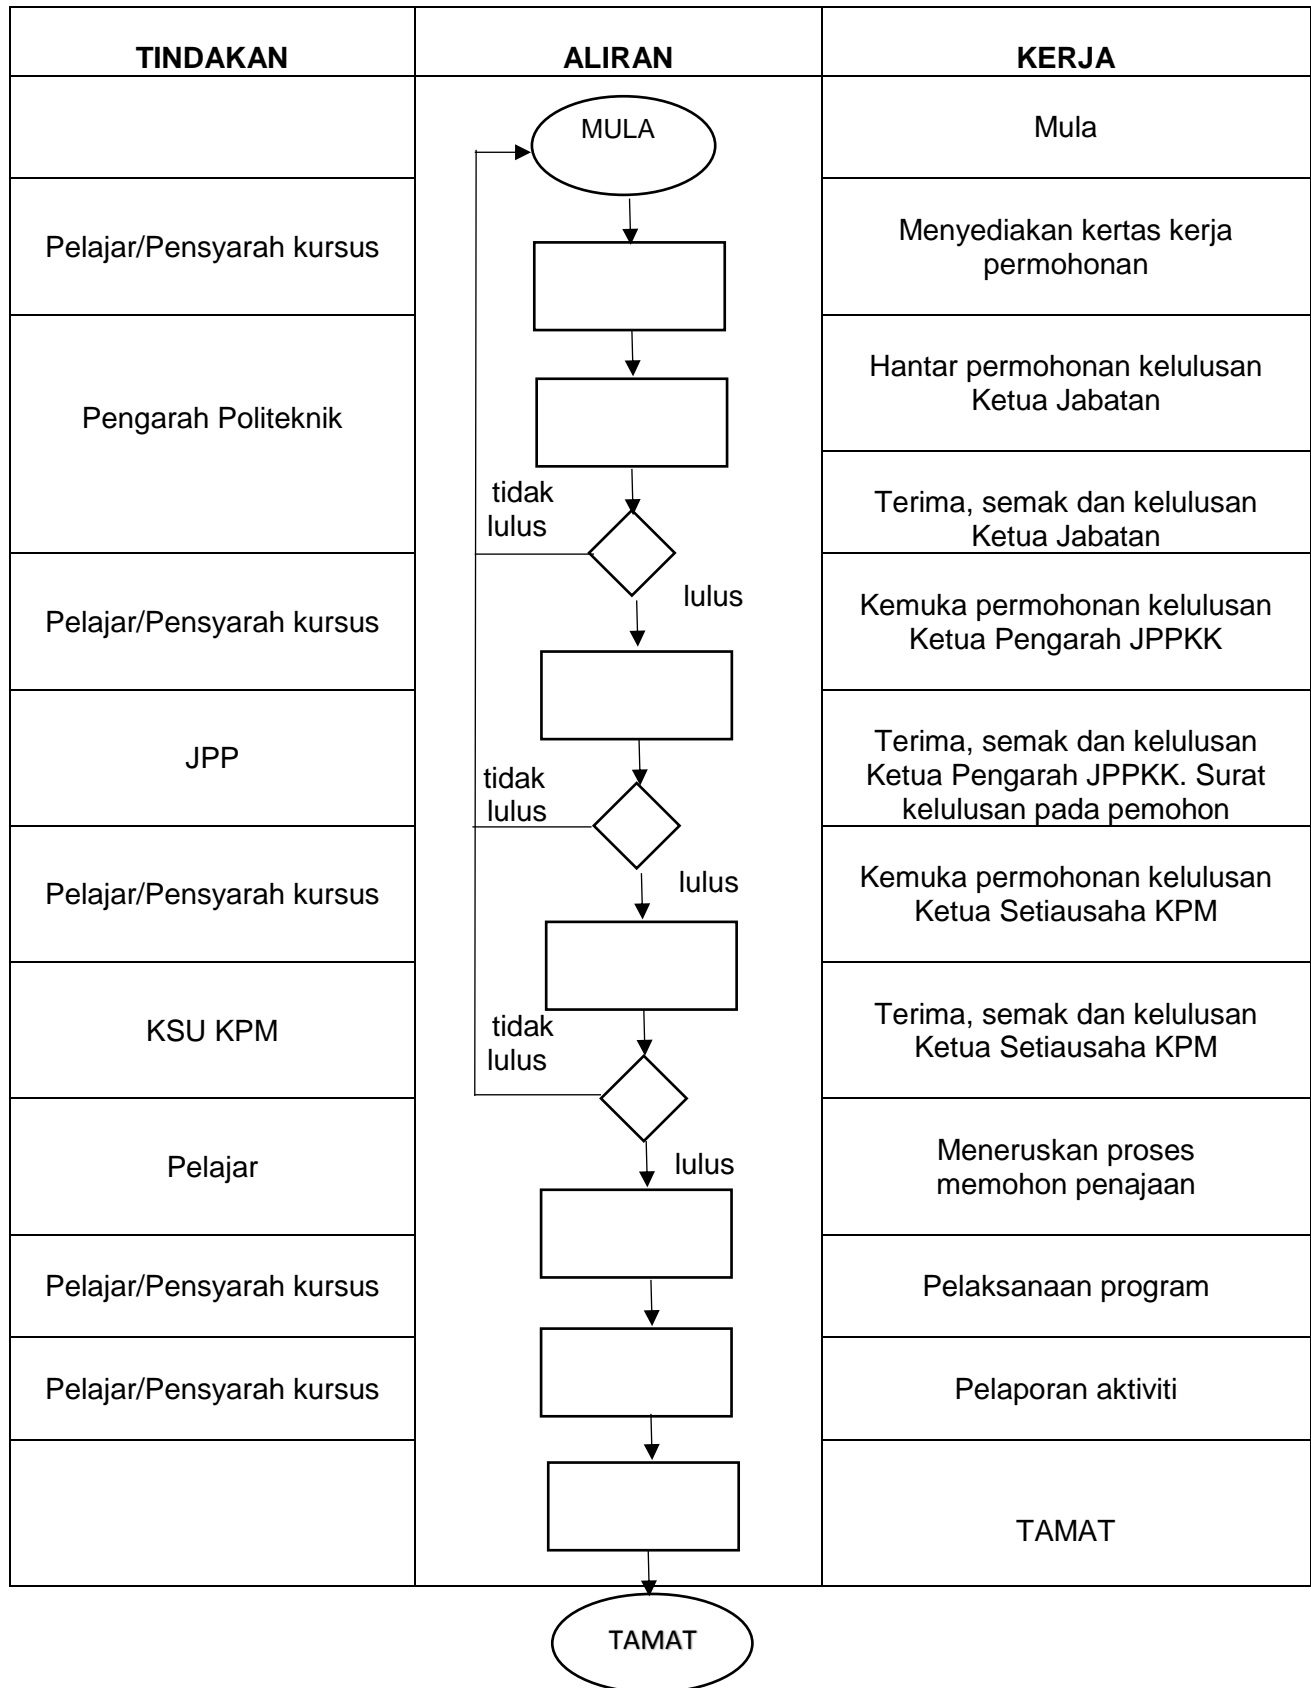 TINDAKAN
ALIRAN
KERJA
MULA
Mula
Pelajar/Pensyarah kursus
Menyediakan kertas kerja
permohonan
Pengarah Politeknik
Hantar permohonan kelulusan
Ketua Jabatan
tidak
lulus
Terima, semak dan kelulusan
Ketua Jabatan
Pelajar/Pensyarah kursus
lulus
Kemuka permohonan kelulusan
Ketua Pengarah JPPKK
JPP
tidak
lulus
Terima, semak dan kelulusan
Ketua Pengarah JPPKK. Surat
kelulusan pada pemohon
Pelajar/Pensyarah kursus
lulus
Kemuka permohonan kelulusan
Ketua Setiausaha KPM
KSU KPM
tidak
lulus
Terima, semak dan kelulusan
Ketua Setiausaha KPM
Pelajar
lulus
Meneruskan proses
memohon penajaan
Pelajar/Pensyarah kursus
Pelaksanaan program
Pelajar/Pensyarah kursus
Pelaporan aktiviti
TAMAT
TAMAT